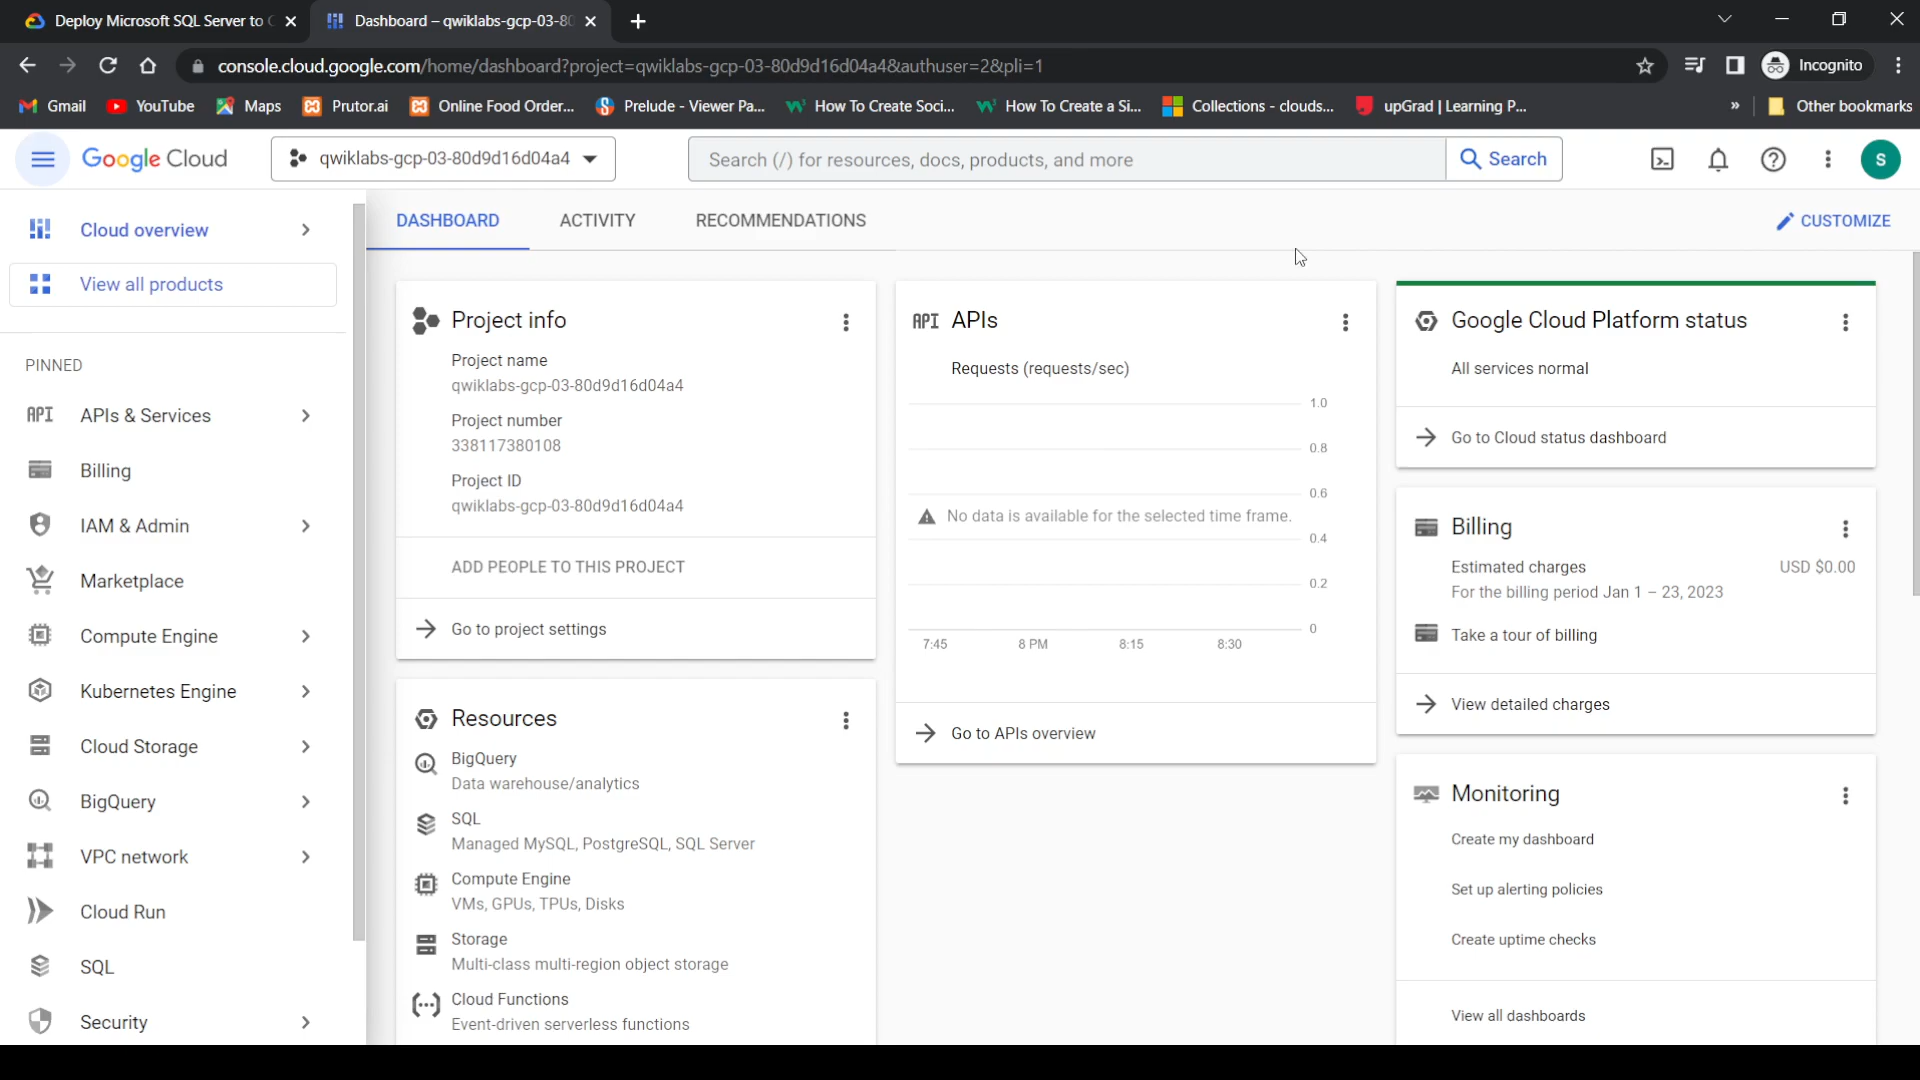 Deploy Microsoft SQL Server to
Dashboard – qwiklabs-gcp-03-80
console.cloud.google.com/home/dashboard?project=qwiklabs-gcp-03-80d9d16d04a4&authuser=2&pli=1
Incognito
Gmail
YouTube
Maps
Prutor.ai
Online Food Order...
Prelude - Viewer Pa...
How To Create Soci...
How To Create a Si...
Collections - clouds...
upGrad | Learning P...
»
Other bookmarks
Google Cloud
qwiklabs-gcp-03-80d9d16d04a4
Search (/) for resources, docs, products, and more
Search
S
Cloud overview
View all products
PINNED
API APIs & Services
Billing
IAM & Admin
Marketplace
Compute Engine
Kubernetes Engine
Cloud Storage
BigQuery
VPC network
Cloud Run
SQL
Security
DASHBOARD
ACTIVITY
RECOMMENDATIONS
CUSTOMIZE
Project info
Project name
qwiklabs-gcp-03-80d9d16d04a4
Project number
338117380108
Project ID
qwiklabs-gcp-03-80d9d16d04a4
ADD PEOPLE TO THIS PROJECT
Go to project settings
Resources
BigQuery
Data warehouse/analytics
SQL
Managed MySQL, PostgreSQL, SQL Server
Compute Engine
VMs, GPUs, TPUs, Disks
Storage
Multi-class multi-region object storage
Cloud Functions
Event-driven serverless functions
API APIs
Requests (requests/sec)
1.0
0.8
0.6
No data is available for the selected time frame.
0.4
0.2
0
7:45
8 PM
8:15
8:30
Go to APIs overview
Google Cloud Platform status
All services normal
Go to Cloud status dashboard
Billing
Estimated charges
USD $0.00
For the billing period Jan 1 – 23, 2023
Take a tour of billing
View detailed charges
Monitoring
Create my dashboard
Set up alerting policies
Create uptime checks
View all dashboards